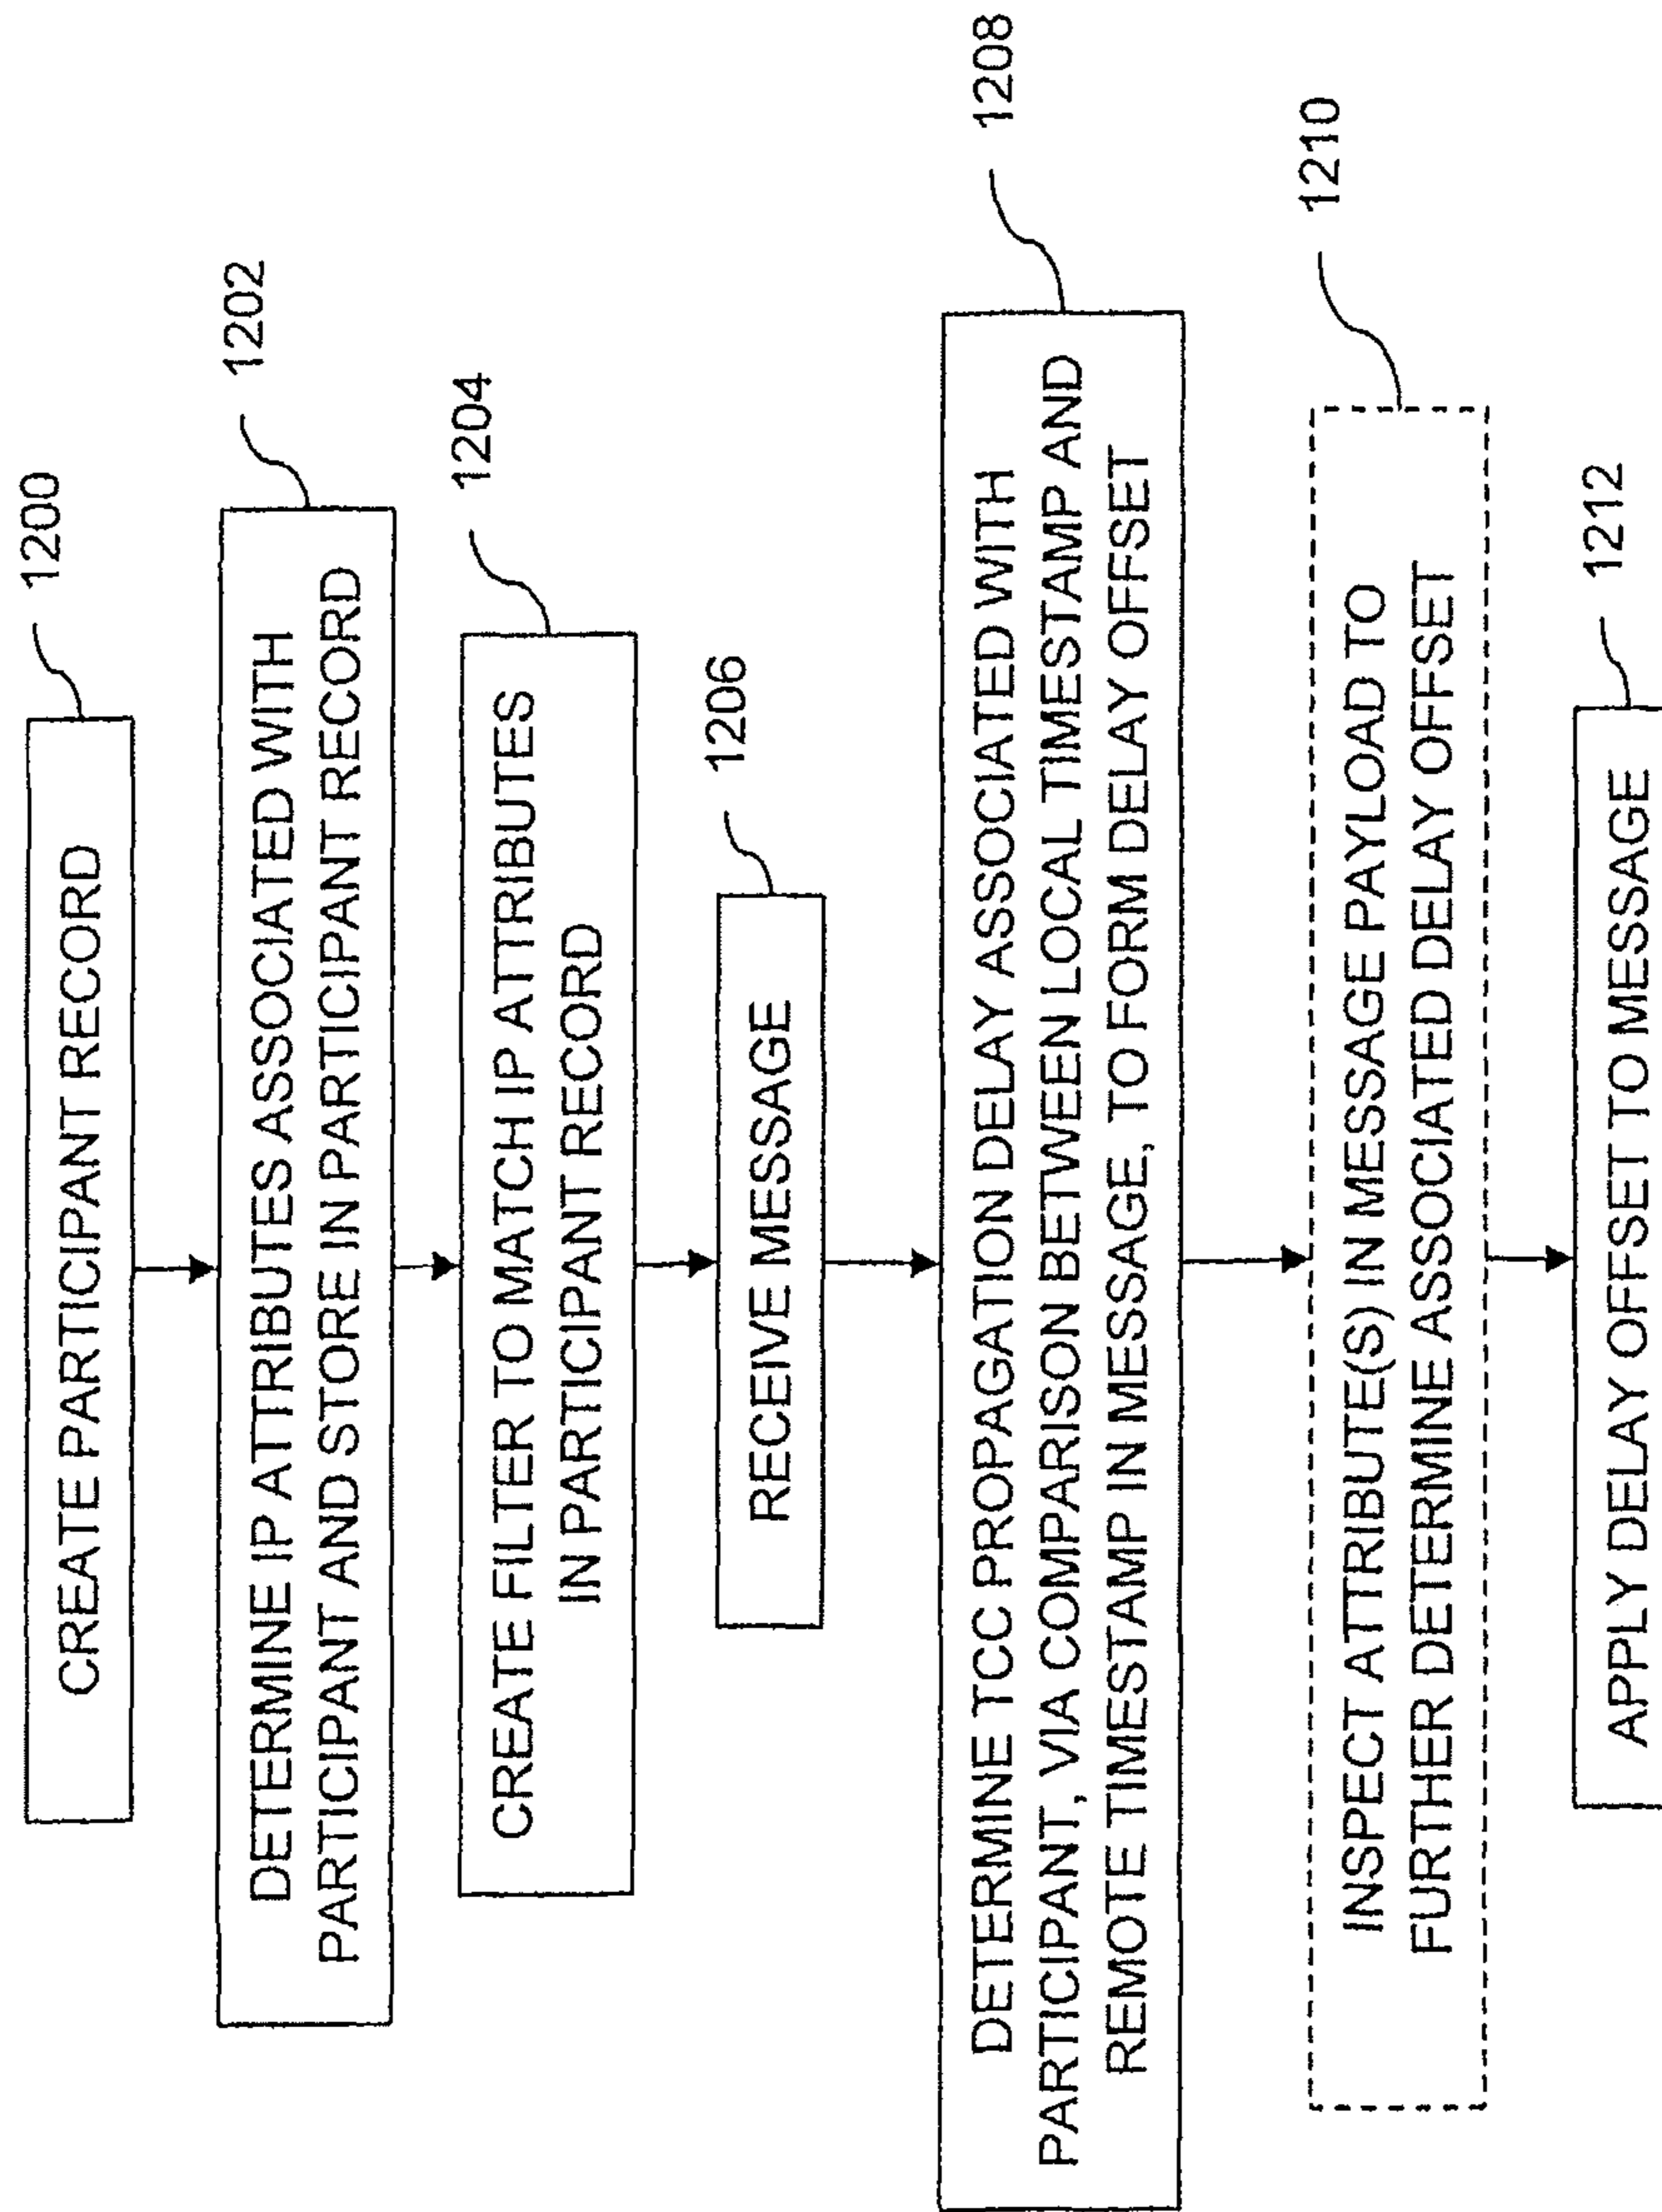 CREATE PARTICIPANT RECORD
1200
DETERMINE IP ATTRIBUTES ASSOCIATED WITH
PARTICIPANT AND STORE IN PARTICIPANT RECORD
1202
CREATE FILTER TO MATCH IP ATTRIBUTES
IN PARTICIPANT RECORD
1204
RECEIVE MESSAGE
1206
DETERMINE TCC PROPAGATION DELAY ASSOCIATED WITH
PARTICIPANT, VIA COMPARISON BETWEEN LOCAL TIMESTAMP AND
REMOTE TIMESTAMP IN MESSAGE, TO FORM DELAY OFFSET
1208
INSPECT ATTRIBUTE(S) IN MESSAGE PAYLOAD TO
FURTHER DETERMINE ASSOCIATED DELAY OFFSET
1210
APPLY DELAY OFFSET TO MESSAGE
1212